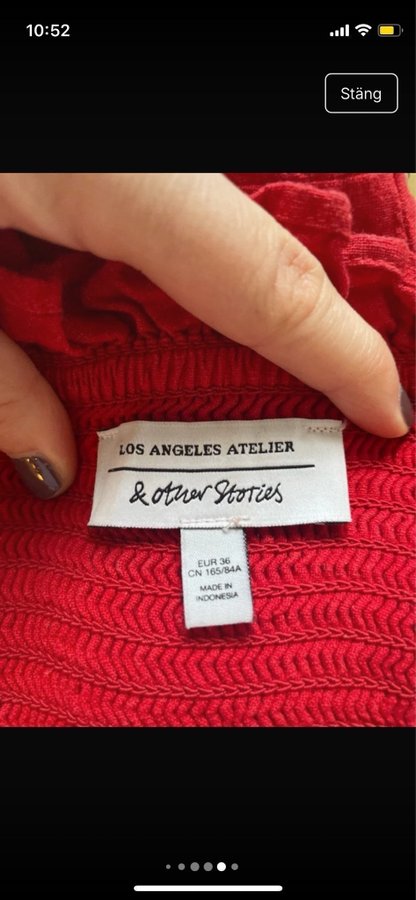 10:52
Stäng
LOS ANGELES ATELIER
& other Stories
EUR 36
CN 165/84A
MADE IN
INDONESIA